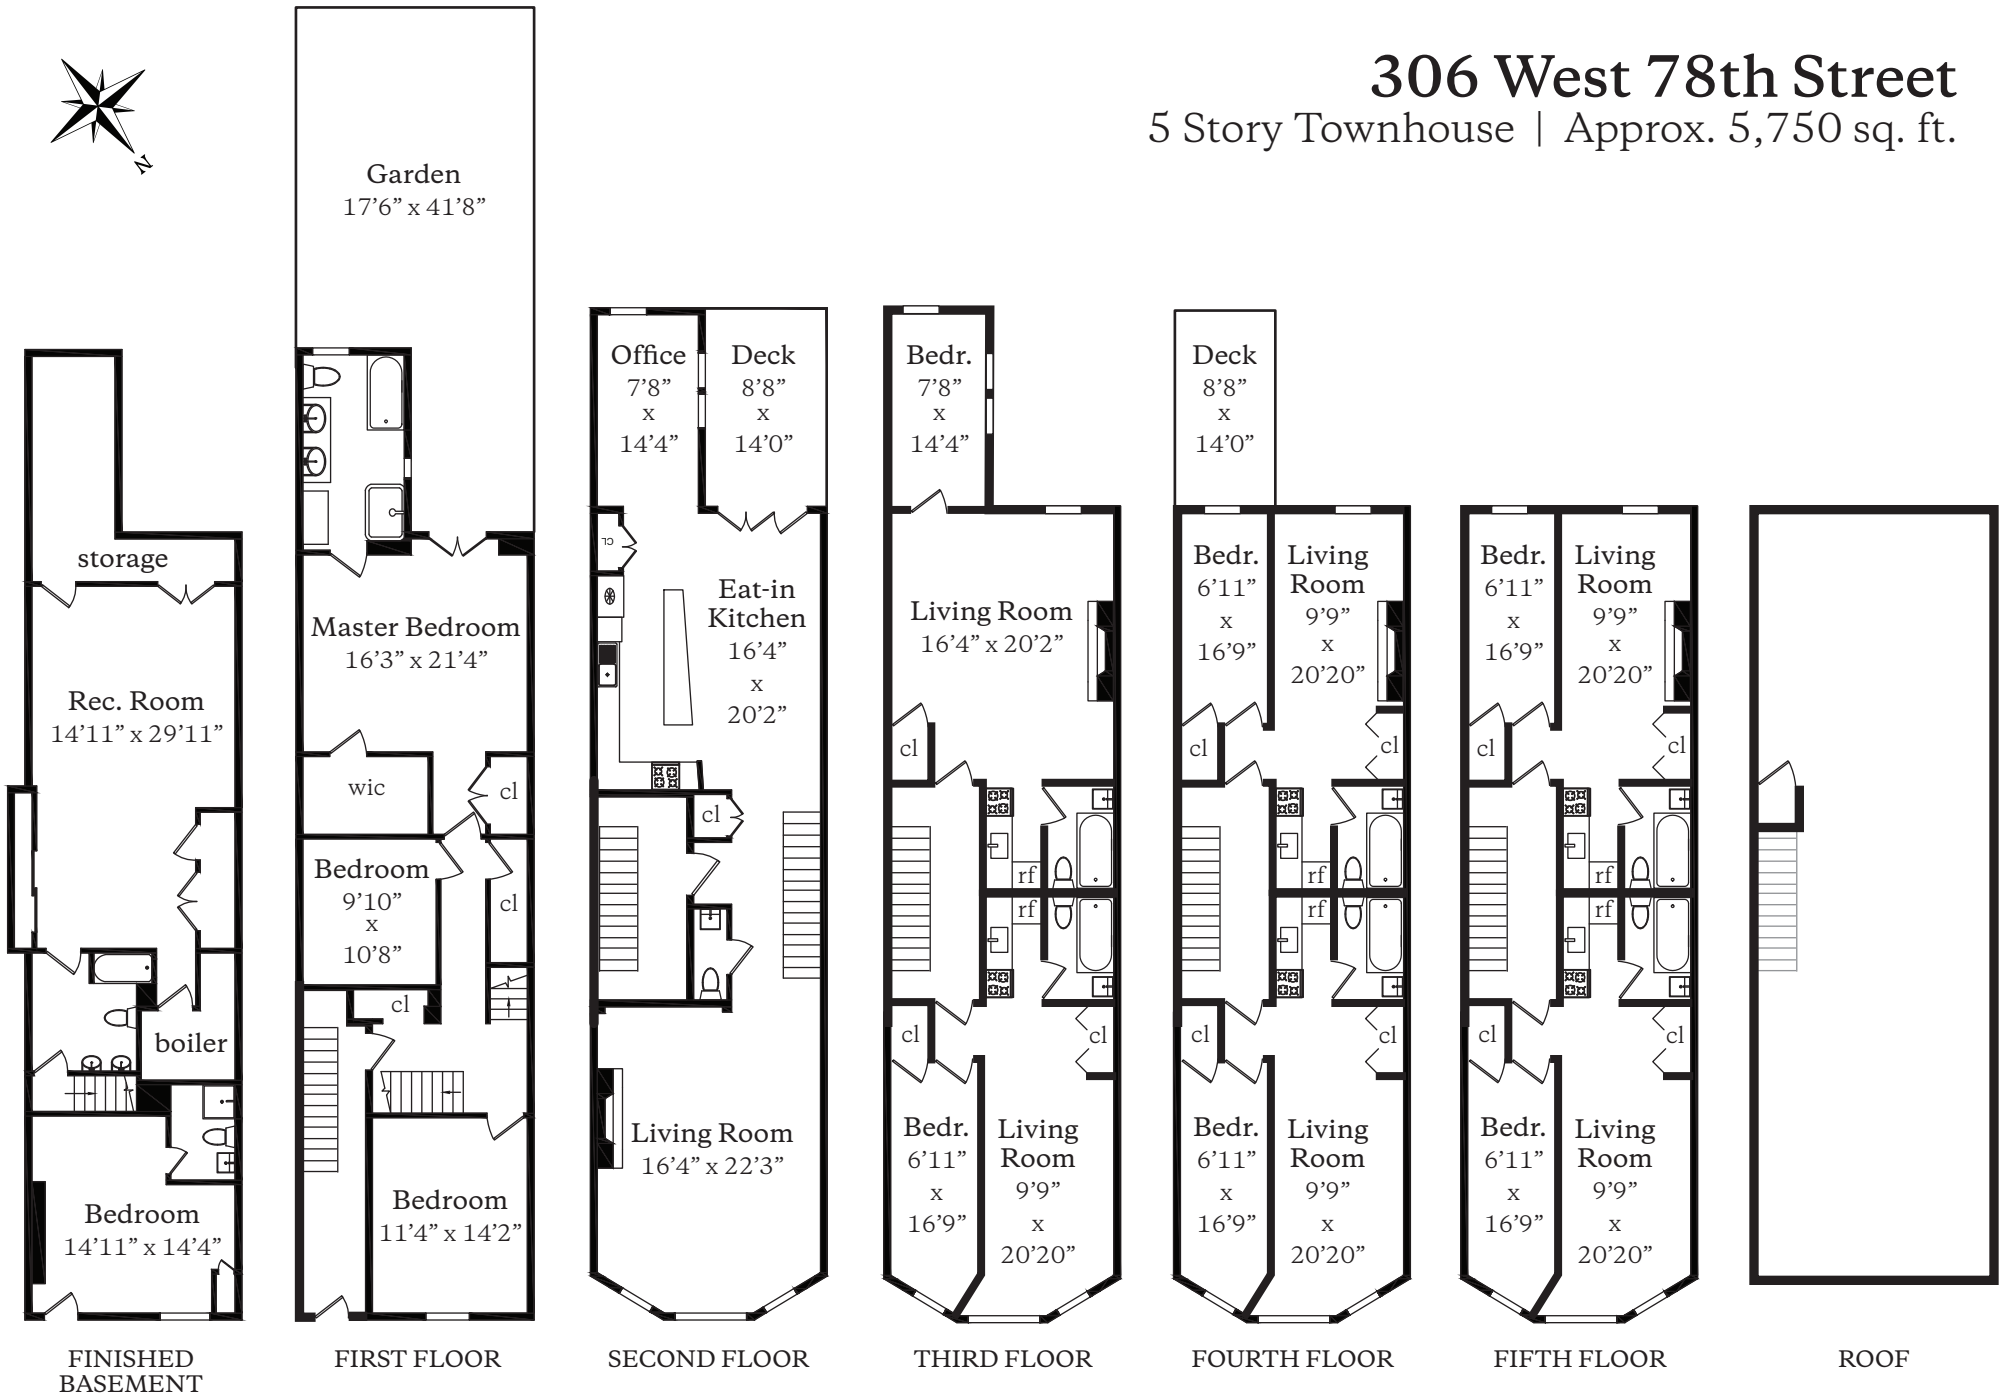 306 West 78th Street
5 Story Townhouse | Approx. 5,750 sq. ft.
N
storage
Rec. Room
14’11” x 29’11”
boiler
Bedroom
14’11” x 14’4”
FINISHED
BASEMENT
Garden
17’6” x 41’8”
Master Bedroom
16’3” x 21’4”
wic
cl
Bedroom
9’10”
x
10’8”
cl
cl
Bedroom
11’4” x 14’2”
FIRST FLOOR
Office
7’8”
x
14’4”
Deck
8’8”
x
14’0”
CL
Eat-in
Kitchen
16’4”
x
20’2”
cl
Living Room
16’4” x 22’3”
SECOND FLOOR
Bedr.
7’8”
x
14’4”
Living Room
16’4” x 20’2”
cl
rf
rf
cl
cl
Bedr.
6’11”
x
16’9”
Living
Room
9’9”
x
20’20”
THIRD FLOOR
Deck
8’8”
x
14’0”
Bedr.
6’11”
x
16’9”
Living
Room
9’9”
x
20’20”
cl
cl
rf
rf
cl
cl
Bedr.
6’11”
x
16’9”
Living
Room
9’9”
x
20’20”
FOURTH FLOOR
Bedr.
6’11”
x
16’9”
Living
Room
9’9”
x
20’20”
cl
cl
rf
rf
cl
cl
Bedr.
6’11”
x
16’9”
Living
Room
9’9”
x
20’20”
FIFTH FLOOR
ROOF